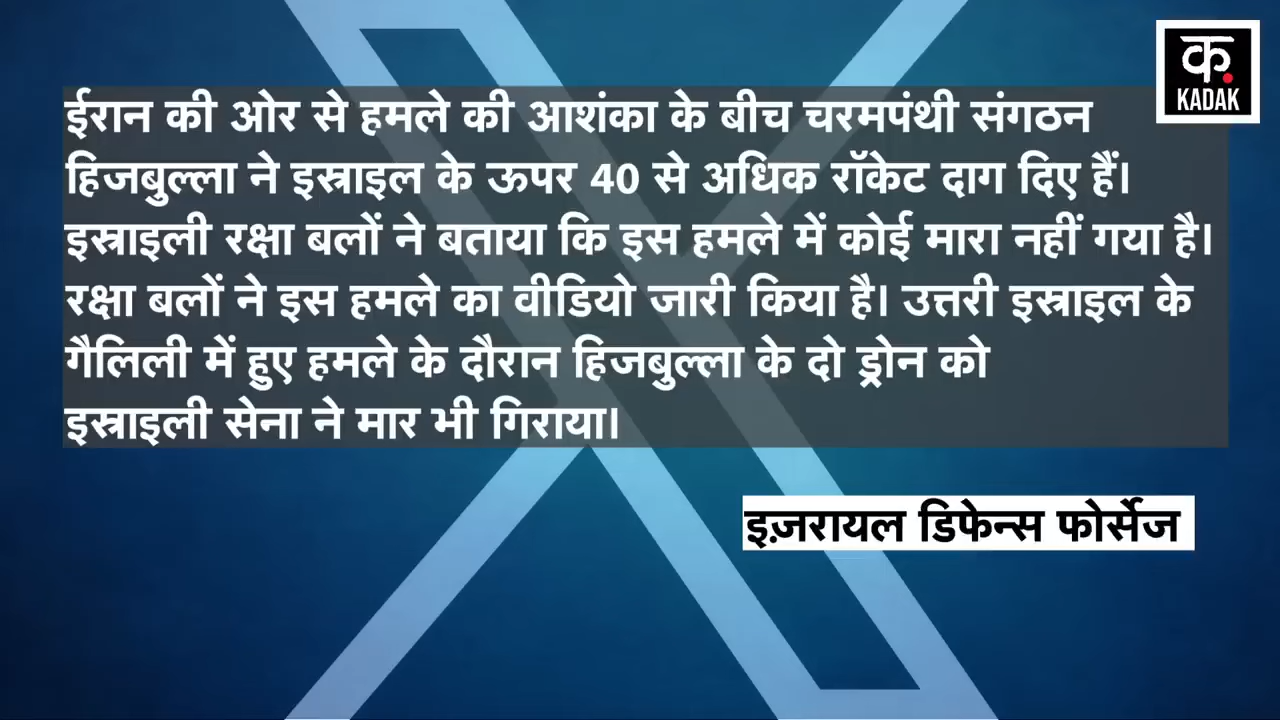 क
KADAK
ईरान की ओर से हमले की आशंका के बीच चरमपंथी संगठन
हिजबुल्ला ने इस्राइल के ऊपर 40 से अधिक रॉकेट दाग दिए हैं।
इस्राइली रक्षा बलों ने बताया कि इस हमले में कोई मारा नहीं गया है।
रक्षा बलों ने इस हमले का वीडियो जारी किया है। उत्तरी इस्राइल के
गैलिली में हुए हमले के दौरान हिजबुल्ला के दो ड्रोन को
इस्राइली सेना ने मार भी गिराया।
इज़रायल डिफेन्स फोर्सेज